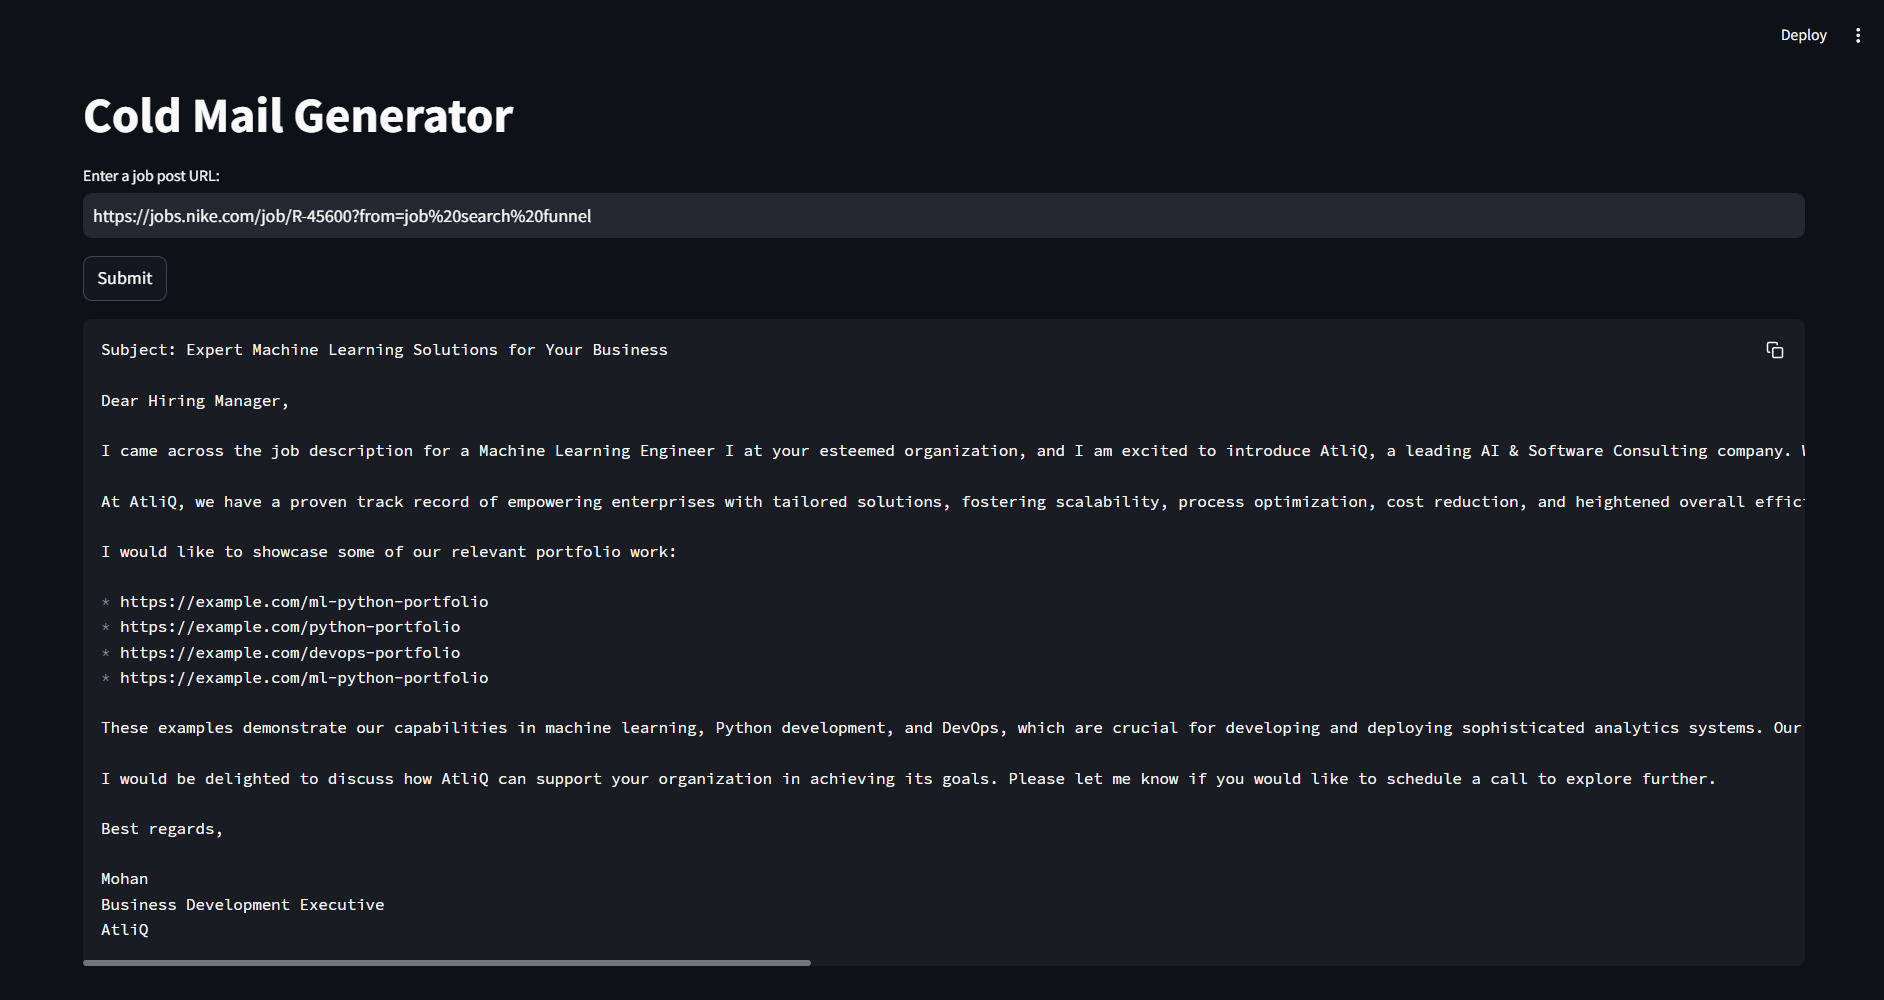 Deploy
Cold Mail Generator
Enter a job post URL:
https://jobs.nike.com/job/R-45600?from=job%20search%20funnel
Submit
Subject: Expert Machine Learning Solutions for Your Business
Dear Hiring Manager,
I came across the job description for a Machine Learning Engineer I at your esteemed organization, and I am excited to introduce AtliQ, a leading AI & Software Consulting company.
At AtliQ, we have a proven track record of empowering enterprises with tailored solutions, fostering scalability, process optimization, cost reduction, and heightened overall
I would like to showcase some of our relevant portfolio work:
* https://example.com/ml-python-portfolio
* https://example.com/python-portfolio
* https://example.com/devops-portfolio
* https://example.com/ml-python-portfolio
These examples demonstrate our capabilities in machine learning, Python development, and DevOps, which are crucial for developing and deploying sophisticated analytics systems. Our
I would be delighted to discuss how AtliQ can support your organization in achieving its goals. Please let me know if you would like to schedule a call to explore further.
Best regards,
Mohan
Business Development Executive
AtliQ